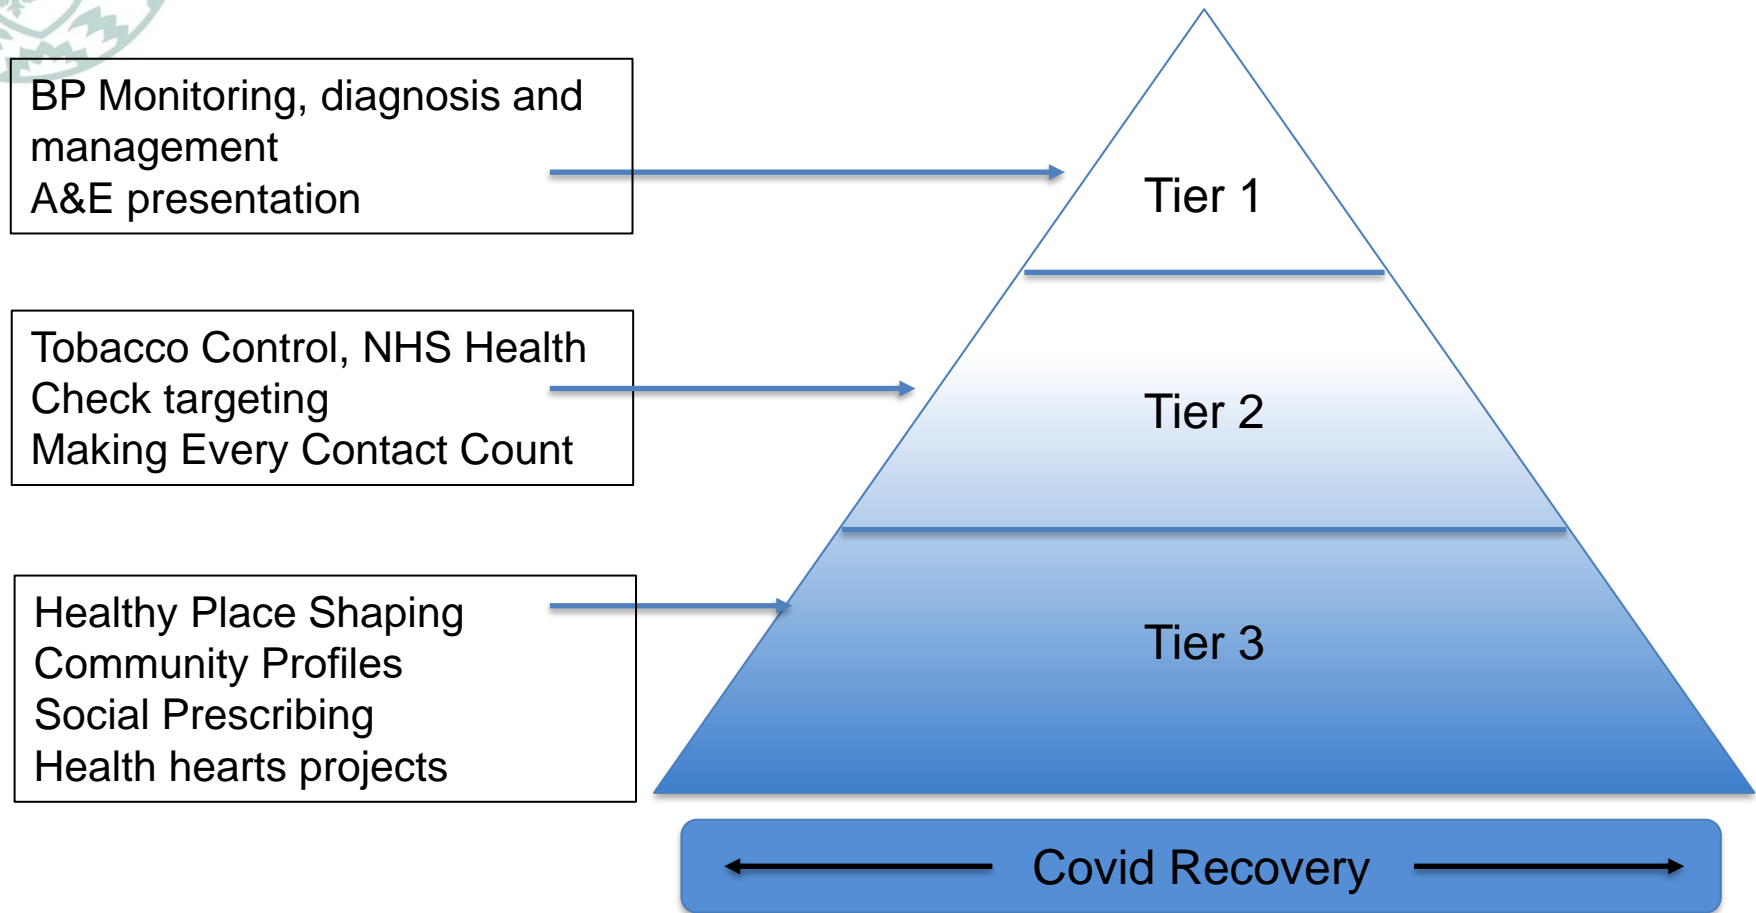 BP Monitoring, diagnosis and
management
A&E presentation
Tier 1
Tobacco Control, NHS Health
Check targeting
Making Every Contact Count
Tier 2
Healthy Place Shaping
Community Profiles
Social Prescribing
Health hearts projects
Tier 3
Covid Recovery